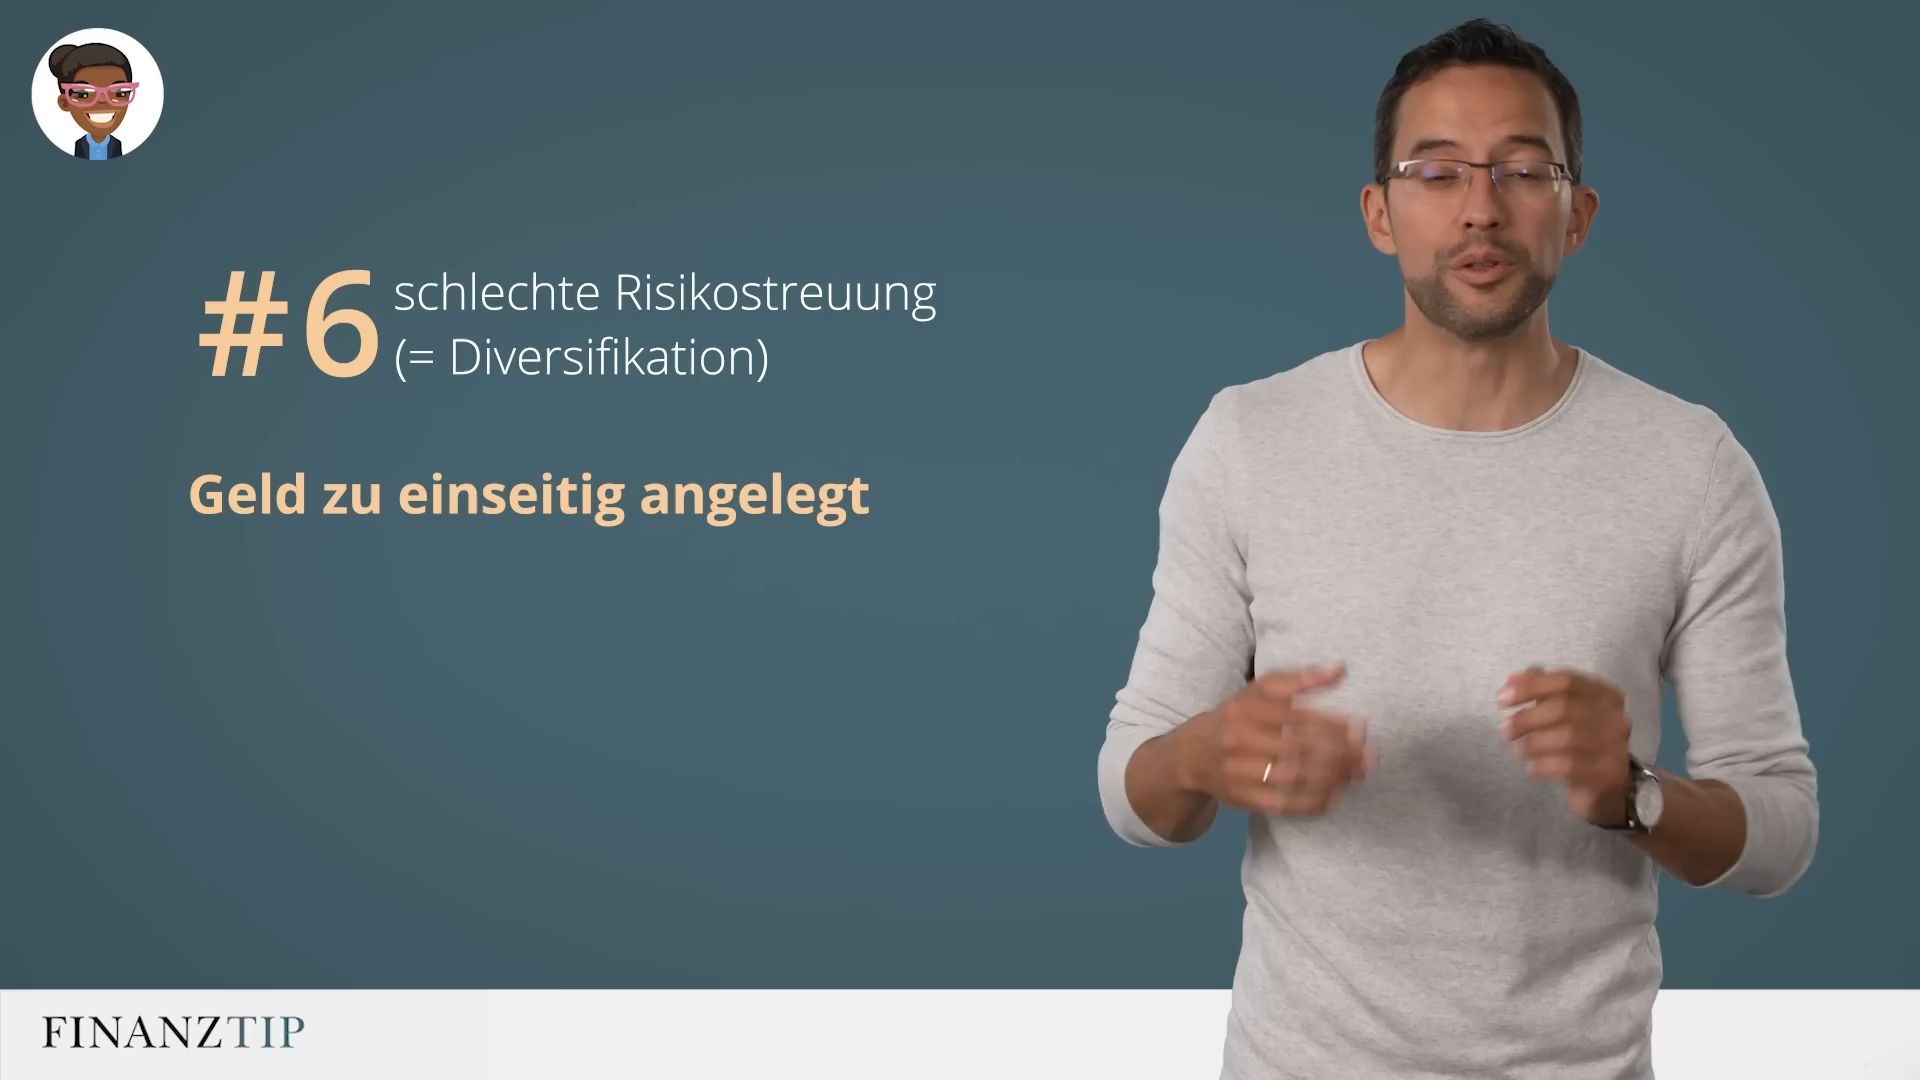 #6 schlechte Risikostreuung
(= Diversifikation)
Geld zu einseitig angelegt
FINANZTIP